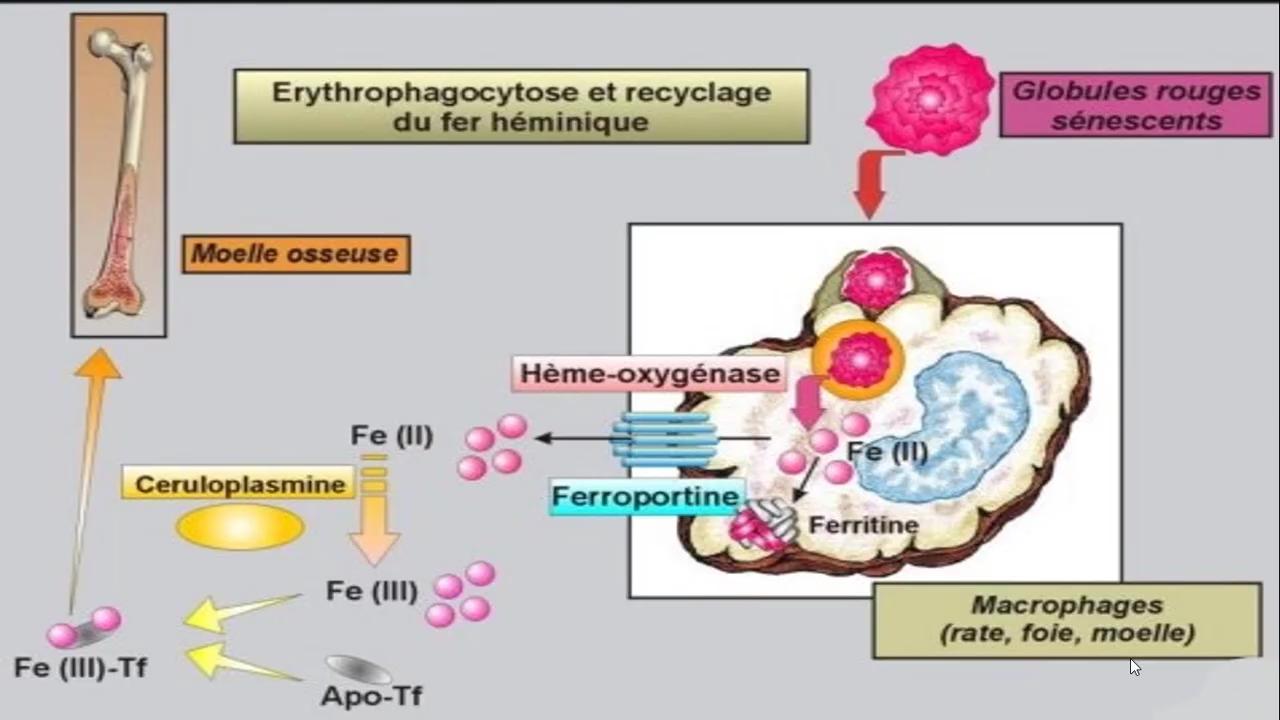 Erythrophagocytose et recyclage
du fer héminique
Globules rouges
sénescents
Moelle osseuse
Hème-oxygénase
Fe (II)
Fe (II)
Ceruloplasmine
Ferroportine
Ferritine
Fe (III)
Macrophages
(rate, foie, moelle)
Fe (III)-Tf
Apo-Tf